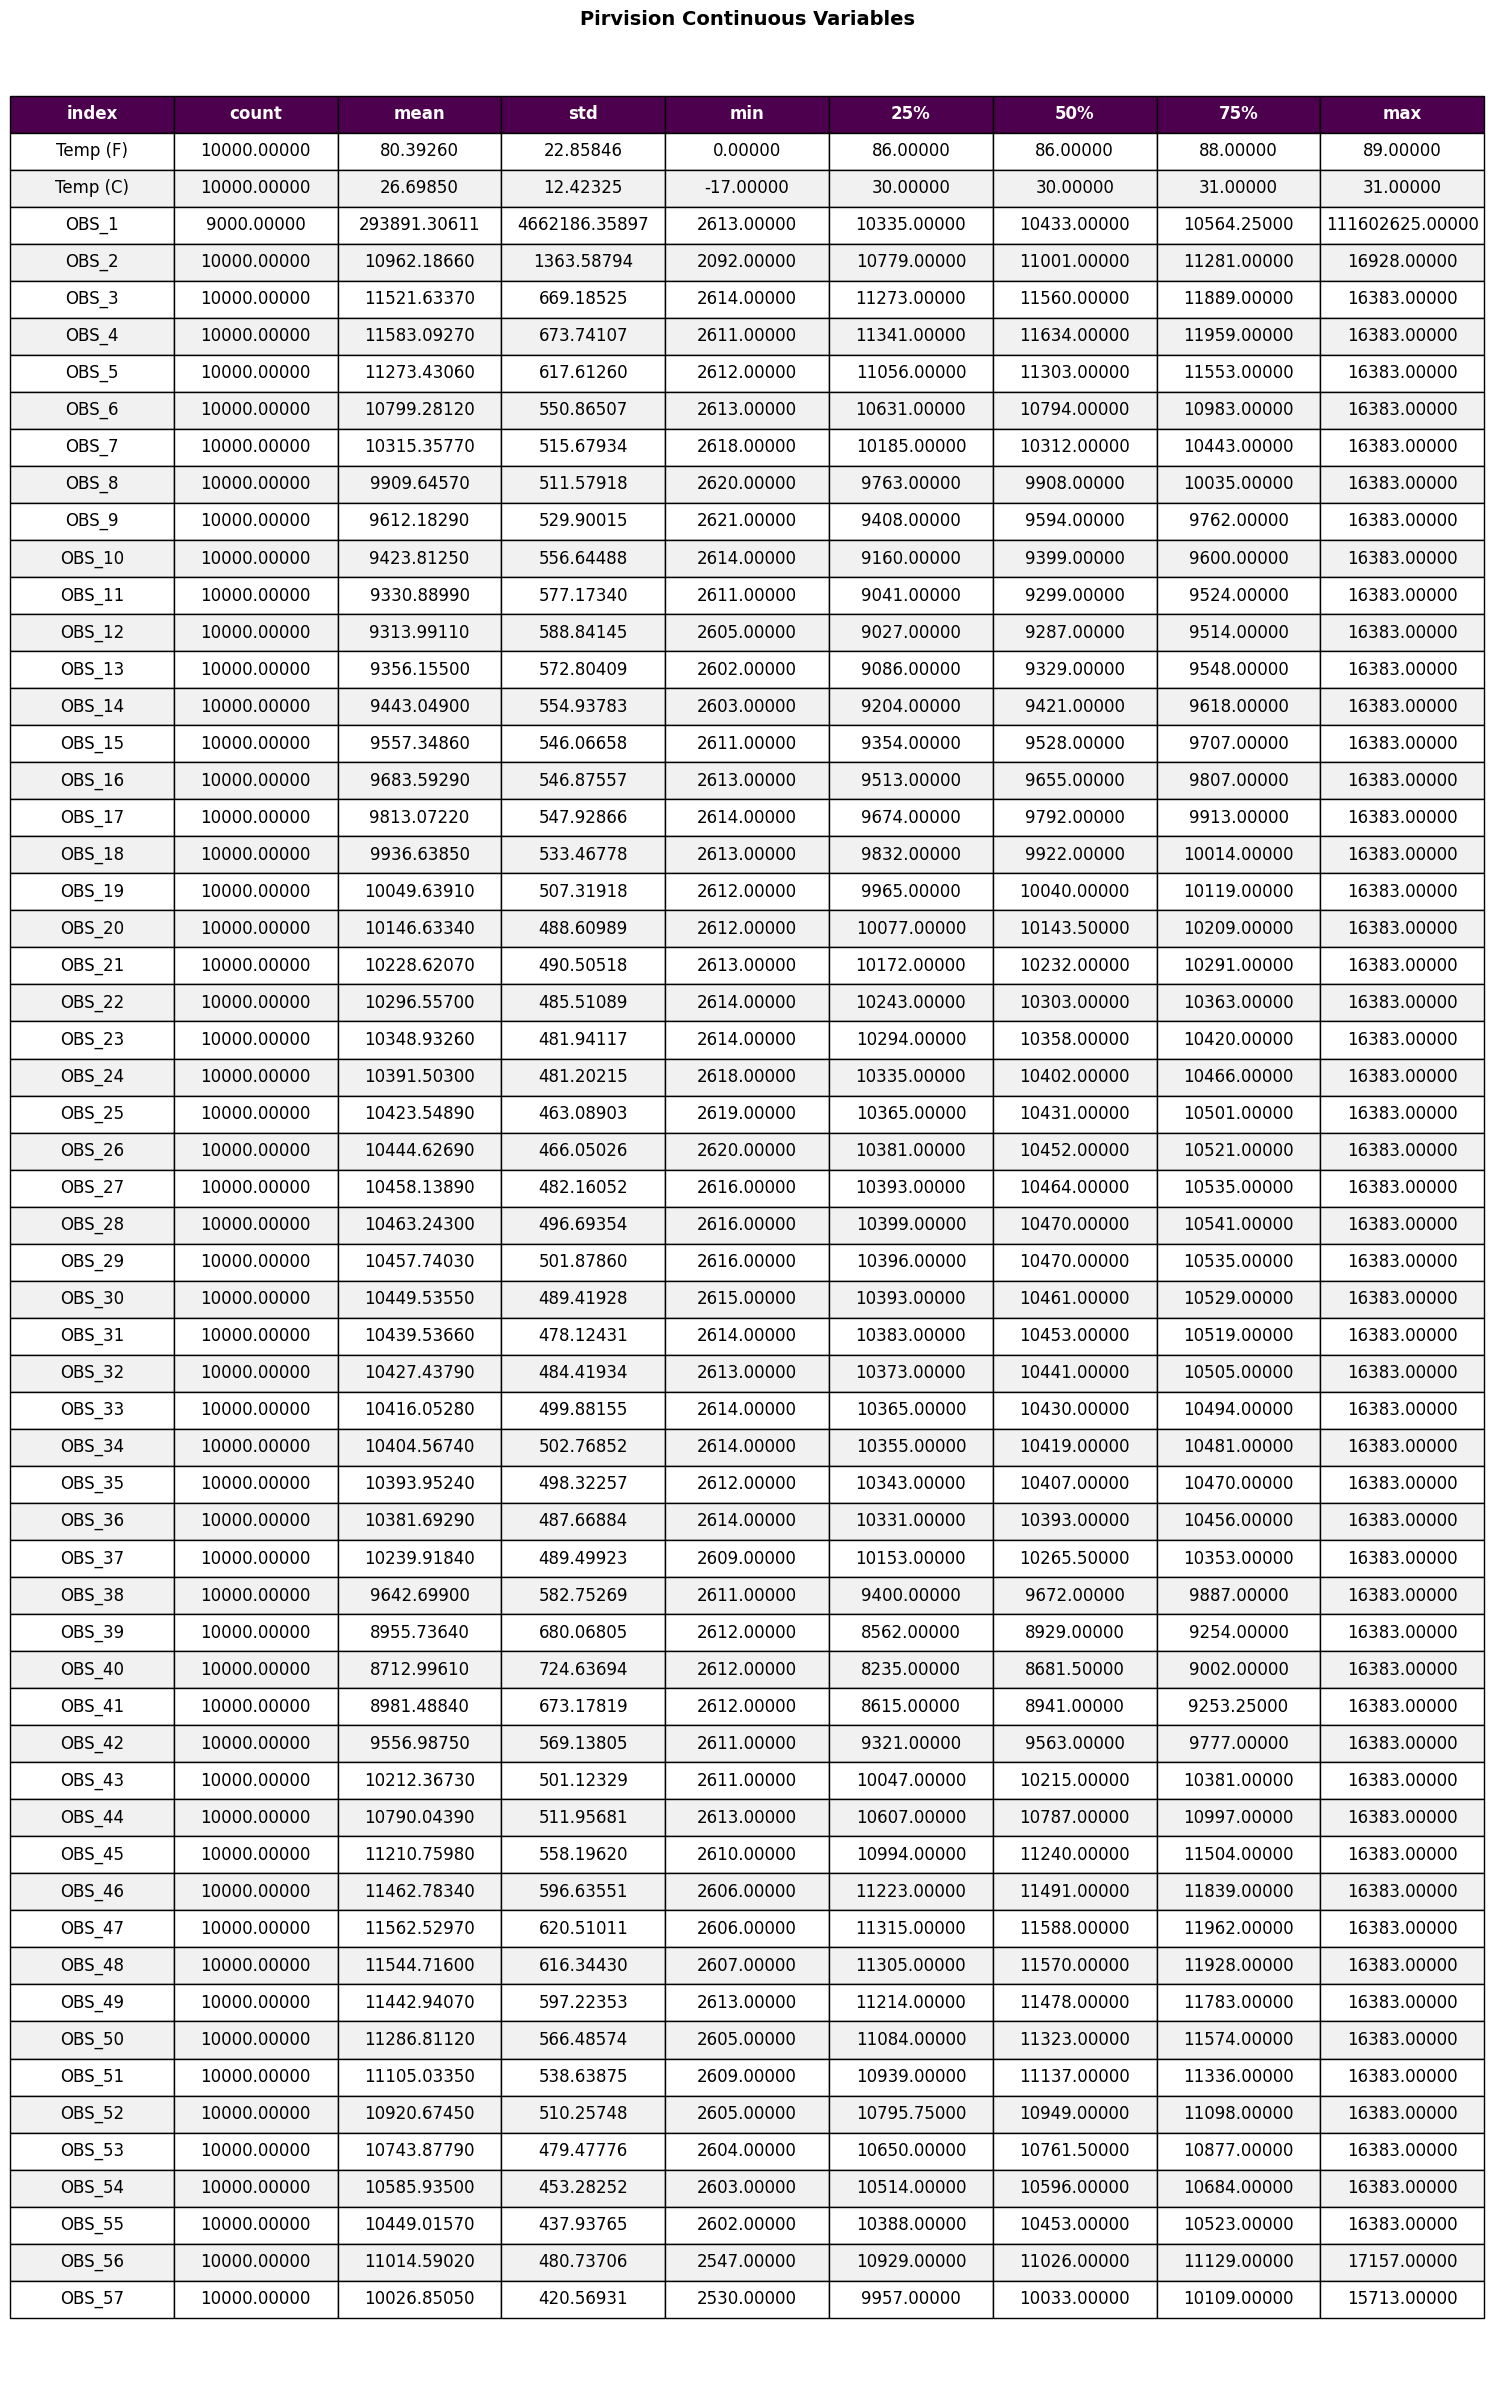 Pirvision Continuous Variables
index count mean std min 25% 50% 75% max
Temp (F) 10000.00000 80.39260 22.85846 0.00000 86.00000 86.00000 88.00000 89.00000
Temp (C) 10000.00000 26.69850 12.42325 -17.00000 30.00000 30.00000 31.00000 31.00000
OBS_1 9000.00000 293891.30611 4662186.35897 2613.00000 10335.00000 10433.00000 10564.25000 111602625.00000
OBS_2 10000.00000 10962.18660 1363.58794 2092.00000 10779.00000 11001.00000 11281.00000 16928.00000
OBS_3 10000.00000 11521.63370 669.18525 2614.00000 11273.00000 11560.00000 11889.00000 16383.00000
OBS_4 10000.00000 11583.09270 673.74107 2611.00000 11341.00000 11634.00000 11959.00000 16383.00000
OBS_5 10000.00000 11273.43060 617.61260 2612.00000 11056.00000 11303.00000 11553.00000 16383.00000
OBS_6 10000.00000 10799.28120 550.86507 2613.00000 10631.00000 10794.00000 10983.00000 16383.00000
OBS_7 10000.00000 10315.35770 515.67934 2618.00000 10185.00000 10312.00000 10443.00000 16383.00000
OBS_8 10000.00000 9909.64570 511.57918 2620.00000 9763.00000 9908.00000 10035.00000 16383.00000
OBS_9 10000.00000 9612.18290 529.90015 2621.00000 9408.00000 9594.00000 9762.00000 16383.00000
OBS_10 10000.00000 9423.81250 556.64488 2614.00000 9160.00000 9399.00000 9600.00000 16383.00000
OBS_11 10000.00000 9330.88990 577.17340 2611.00000 9041.00000 9299.00000 9524.00000 16383.00000
OBS_12 10000.00000 9313.99110 588.84145 2605.00000 9027.00000 9287.00000 9514.00000 16383.00000
OBS_13 10000.00000 9356.15500 572.80409 2602.00000 9086.00000 9329.00000 9548.00000 16383.00000
OBS_14 10000.00000 9443.04900 554.93783 2603.00000 9204.00000 9421.00000 9618.00000 16383.00000
OBS_15 10000.00000 9557.34860 546.06658 2611.00000 9354.00000 9528.00000 9707.00000 16383.00000
OBS_16 10000.00000 9683.59290 546.87557 2613.00000 9513.00000 9655.00000 9807.00000 16383.00000
OBS_17 10000.00000 9813.07220 547.92866 2614.00000 9674.00000 9792.00000 9913.00000 16383.00000
OBS_18 10000.00000 9936.63850 533.46778 2613.00000 9832.00000 9922.00000 10014.00000 16383.00000
OBS_19 10000.00000 10049.63910 507.31918 2612.00000 9965.00000 10040.00000 10119.00000 16383.00000
OBS_20 10000.00000 10146.63340 488.60989 2612.00000 10077.00000 10143.50000 10209.00000 16383.00000
OBS_21 10000.00000 10228.62070 490.50518 2613.00000 10172.00000 10232.00000 10291.00000 16383.00000
OBS_22 10000.00000 10296.55700 485.51089 2614.00000 10243.00000 10303.00000 10363.00000 16383.00000
OBS_23 10000.00000 10348.93260 481.94117 2614.00000 10294.00000 10358.00000 10420.00000 16383.00000
OBS_24 10000.00000 10391.50300 481.20215 2618.00000 10335.00000 10402.00000 10466.00000 16383.00000
OBS_25 10000.00000 10423.54890 463.08903 2619.00000 10365.00000 10431.00000 10501.00000 16383.00000
OBS_26 10000.00000 10444.62690 466.05026 2620.00000 10381.00000 10452.00000 10521.00000 16383.00000
OBS_27 10000.00000 10458.13890 482.16052 2616.00000 10393.00000 10464.00000 10535.00000 16383.00000
OBS_28 10000.00000 10463.24300 496.69354 2616.00000 10399.00000 10470.00000 10541.00000 16383.00000
OBS_29 10000.00000 10457.74030 501.87860 2616.00000 10396.00000 10470.00000 10535.00000 16383.00000
OBS_30 10000.00000 10449.53550 489.41928 2615.00000 10393.00000 10461.00000 10529.00000 16383.00000
OBS_31 10000.00000 10439.53660 478.12431 2614.00000 10383.00000 10453.00000 10519.00000 16383.00000
OBS_32 10000.00000 10427.43790 484.41934 2613.00000 10373.00000 10441.00000 10505.00000 16383.00000
OBS_33 10000.00000 10416.05280 499.88155 2614.00000 10365.00000 10430.00000 10494.00000 16383.00000
OBS_34 10000.00000 10404.56740 502.76852 2614.00000 10355.00000 10419.00000 10481.00000 16383.00000
OBS_35 10000.00000 10393.95240 498.32257 2612.00000 10343.00000 10407.00000 10470.00000 16383.00000
OBS_36 10000.00000 10381.69290 487.66884 2614.00000 10331.00000 10393.00000 10456.00000 16383.00000
OBS_37 10000.00000 10239.91840 489.49923 2609.00000 10153.00000 10265.50000 10353.00000 16383.00000
OBS_38 10000.00000 9642.69900 582.75269 2611.00000 9400.00000 9672.00000 9887.00000 16383.00000
OBS_39 10000.00000 8955.73640 680.06805 2612.00000 8562.00000 8929.00000 9254.00000 16383.00000
OBS_40 10000.00000 8712.99610 724.63694 2612.00000 8235.00000 8681.50000 9002.00000 16383.00000
OBS_41 10000.00000 8981.48840 673.17819 2612.00000 8615.00000 8941.00000 9253.25000 16383.00000
OBS_42 10000.00000 9556.98750 569.13805 2611.00000 9321.00000 9563.00000 9777.00000 16383.00000
OBS_43 10000.00000 10212.36730 501.12329 2611.00000 10047.00000 10215.00000 10381.00000 16383.00000
OBS_44 10000.00000 10790.04390 511.95681 2613.00000 10607.00000 10787.00000 10997.00000 16383.00000
OBS_45 10000.00000 11210.75980 558.19620 2610.00000 10994.00000 11240.00000 11504.00000 16383.00000
OBS_46 10000.00000 11462.78340 596.63551 2606.00000 11223.00000 11491.00000 11839.00000 16383.00000
OBS_47 10000.00000 11562.52970 620.51011 2606.00000 11315.00000 11588.00000 11962.00000 16383.00000
OBS_48 10000.00000 11544.71600 616.34430 2607.00000 11305.00000 11570.00000 11928.00000 16383.00000
OBS_49 10000.00000 11442.94070 597.22353 2613.00000 11214.00000 11478.00000 11783.00000 16383.00000
OBS_50 10000.00000 11286.81120 566.48574 2605.00000 11084.00000 11323.00000 11574.00000 16383.00000
OBS_51 10000.00000 11105.03350 538.63875 2609.00000 10939.00000 11137.00000 11336.00000 16383.00000
OBS_52 10000.00000 10920.67450 510.25748 2605.00000 10795.75000 10949.00000 11098.00000 16383.00000
OBS_53 10000.00000 10743.87790 479.47776 2604.00000 10650.00000 10761.50000 10877.00000 16383.00000
OBS_54 10000.00000 10585.93500 453.28252 2603.00000 10514.00000 10596.00000 10684.00000 16383.00000
OBS_55 10000.00000 10449.01570 437.93765 2602.00000 10388.00000 10453.00000 10523.00000 16383.00000
OBS_56 10000.00000 11014.59020 480.73706 2547.00000 10929.00000 11026.00000 11129.00000 17157.00000
OBS_57 10000.00000 10026.85050 420.56931 2530.00000 9957.00000 10033.00000 10109.00000 15713.00000